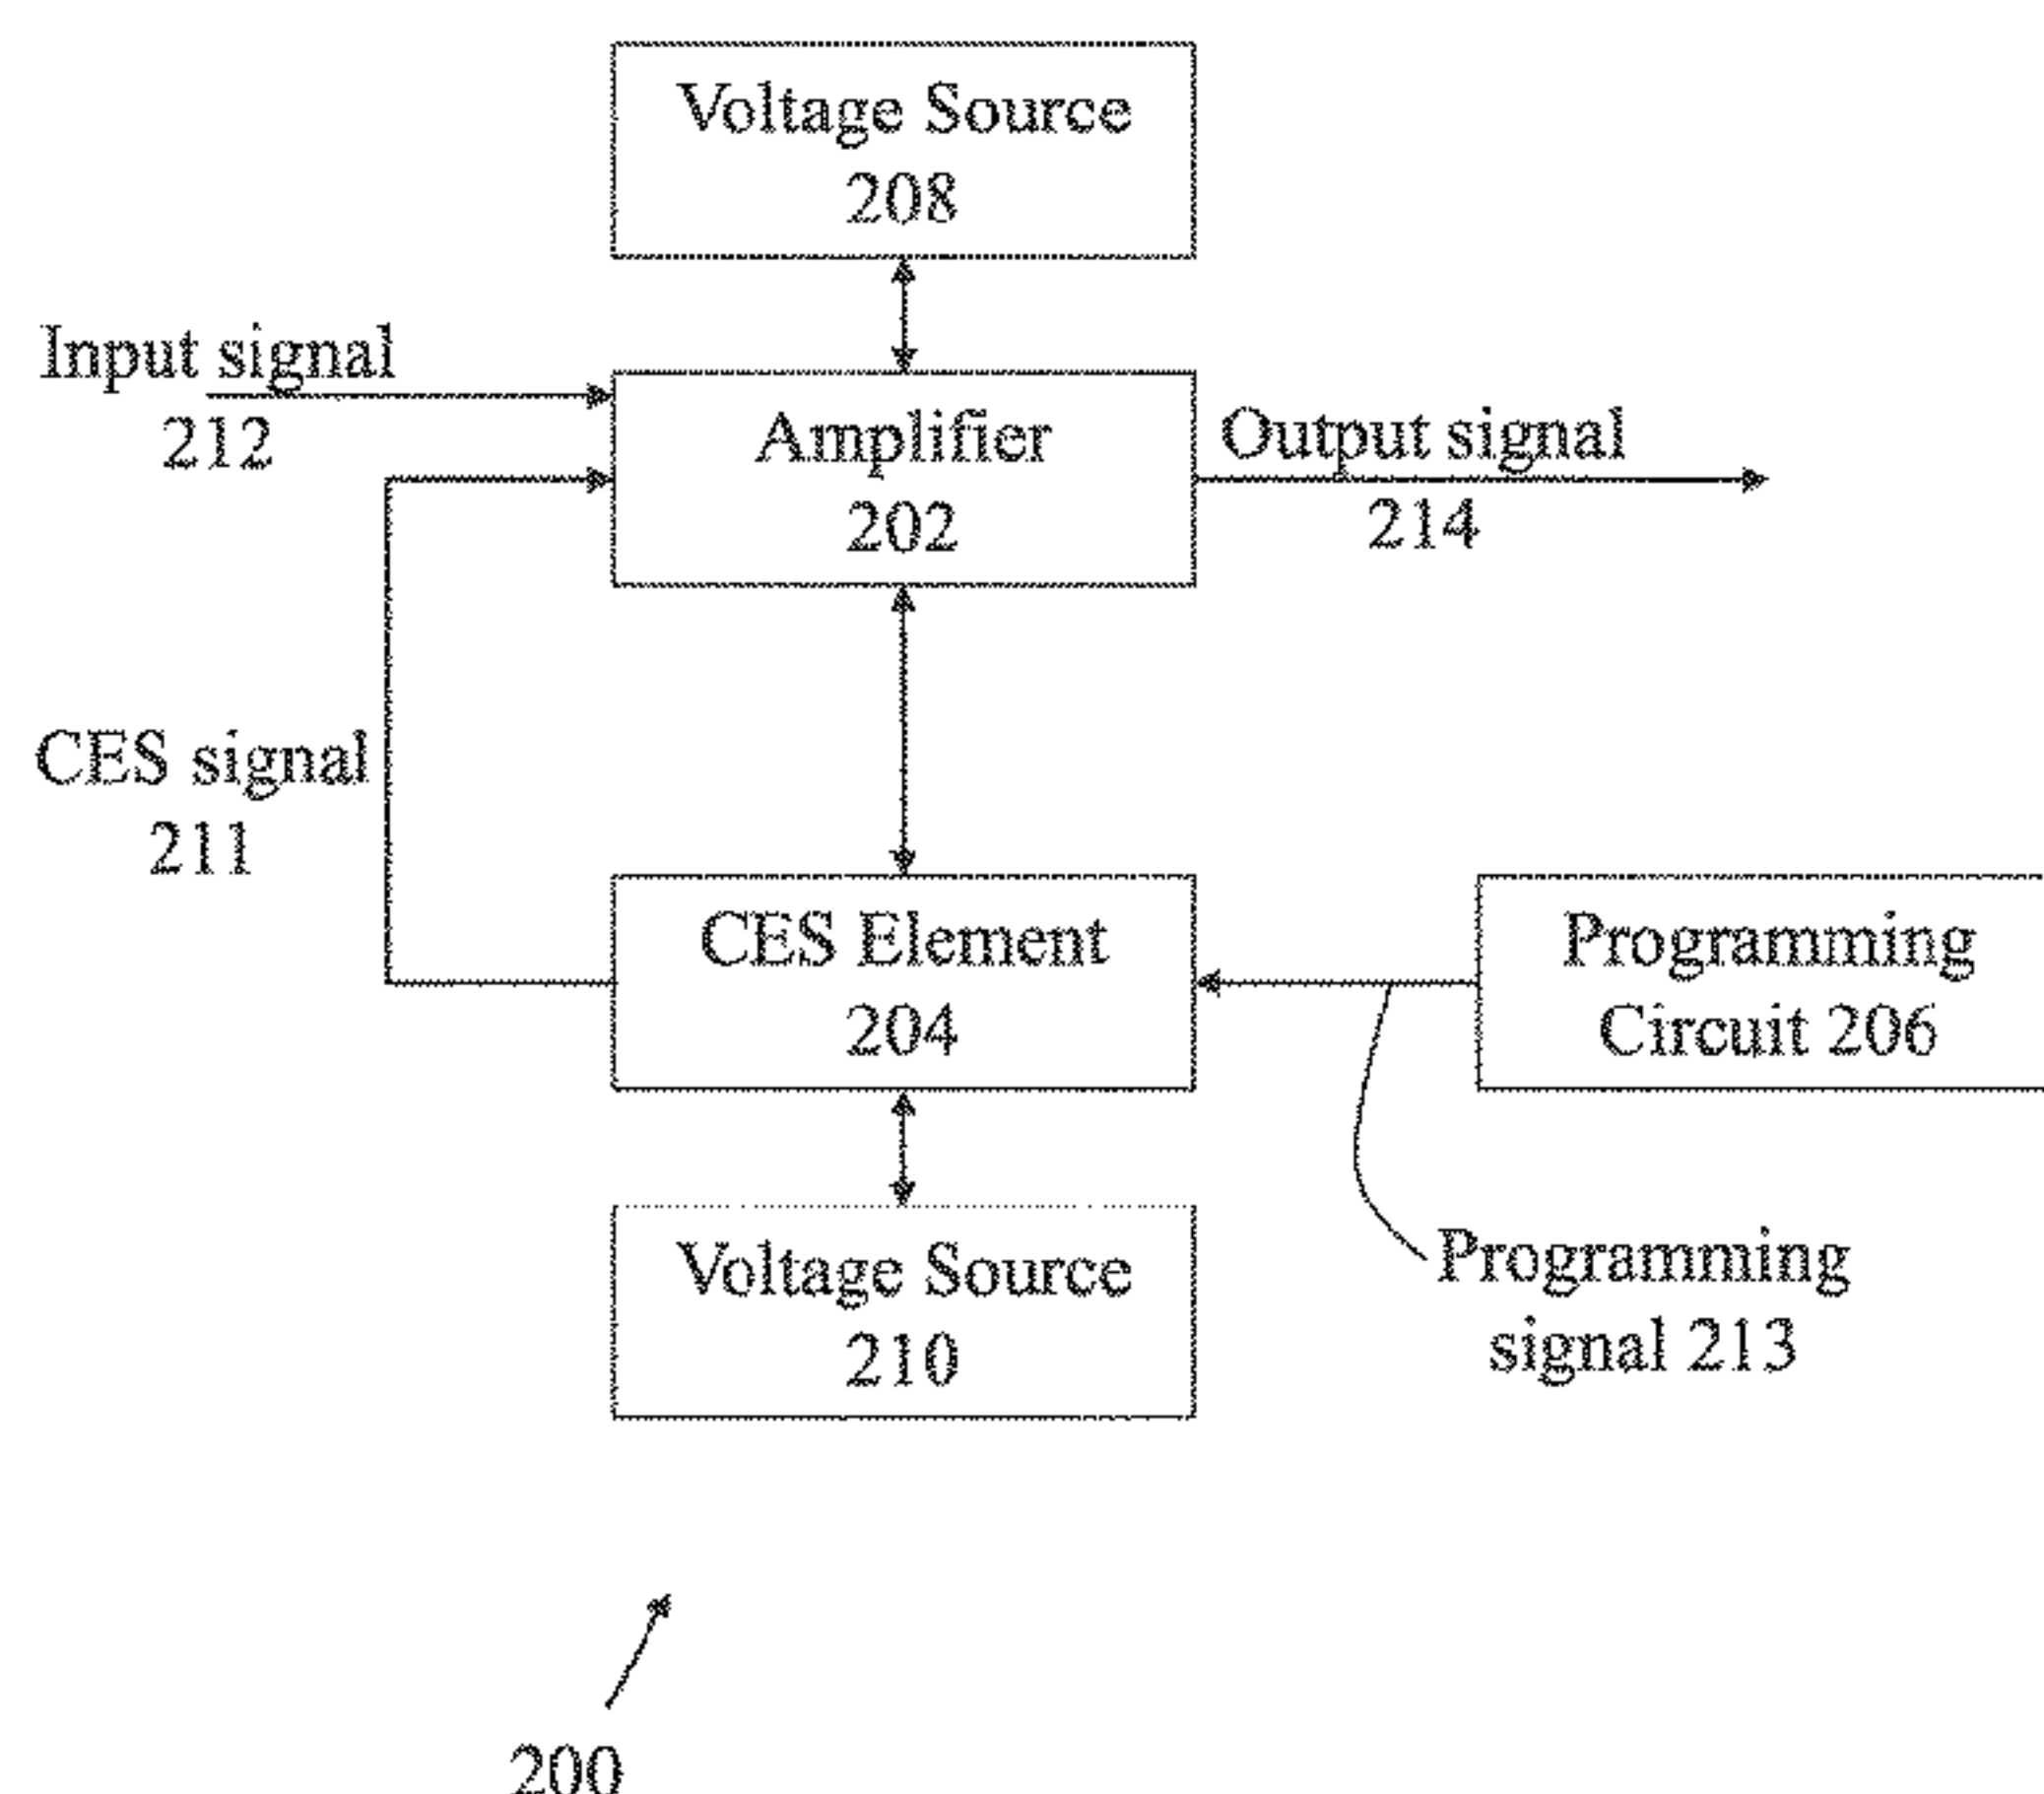 Voltage Source
208
Input signal
212
Amplifier
202
Output signal
214
CES signal
211
CES Element
204
Programming
Circuit 206
Voltage Source
210
Programming
signal 213
200